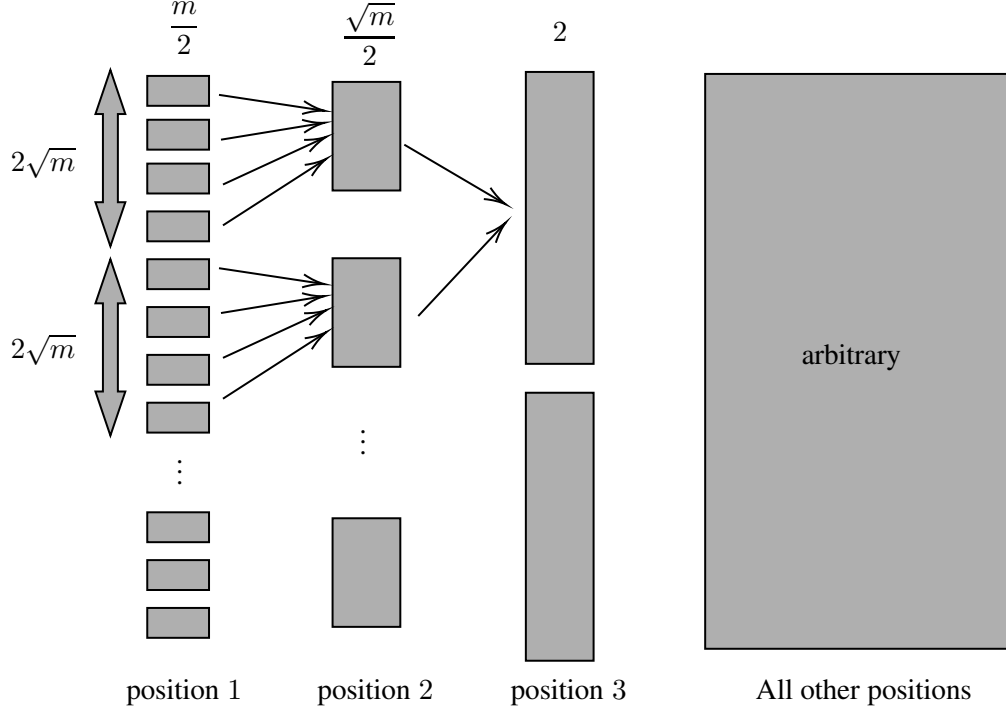 m/2
√m/2
2
2√m
2√m
arbitrary
⋮
⋮
position 1
position 2
position 3
All other positions